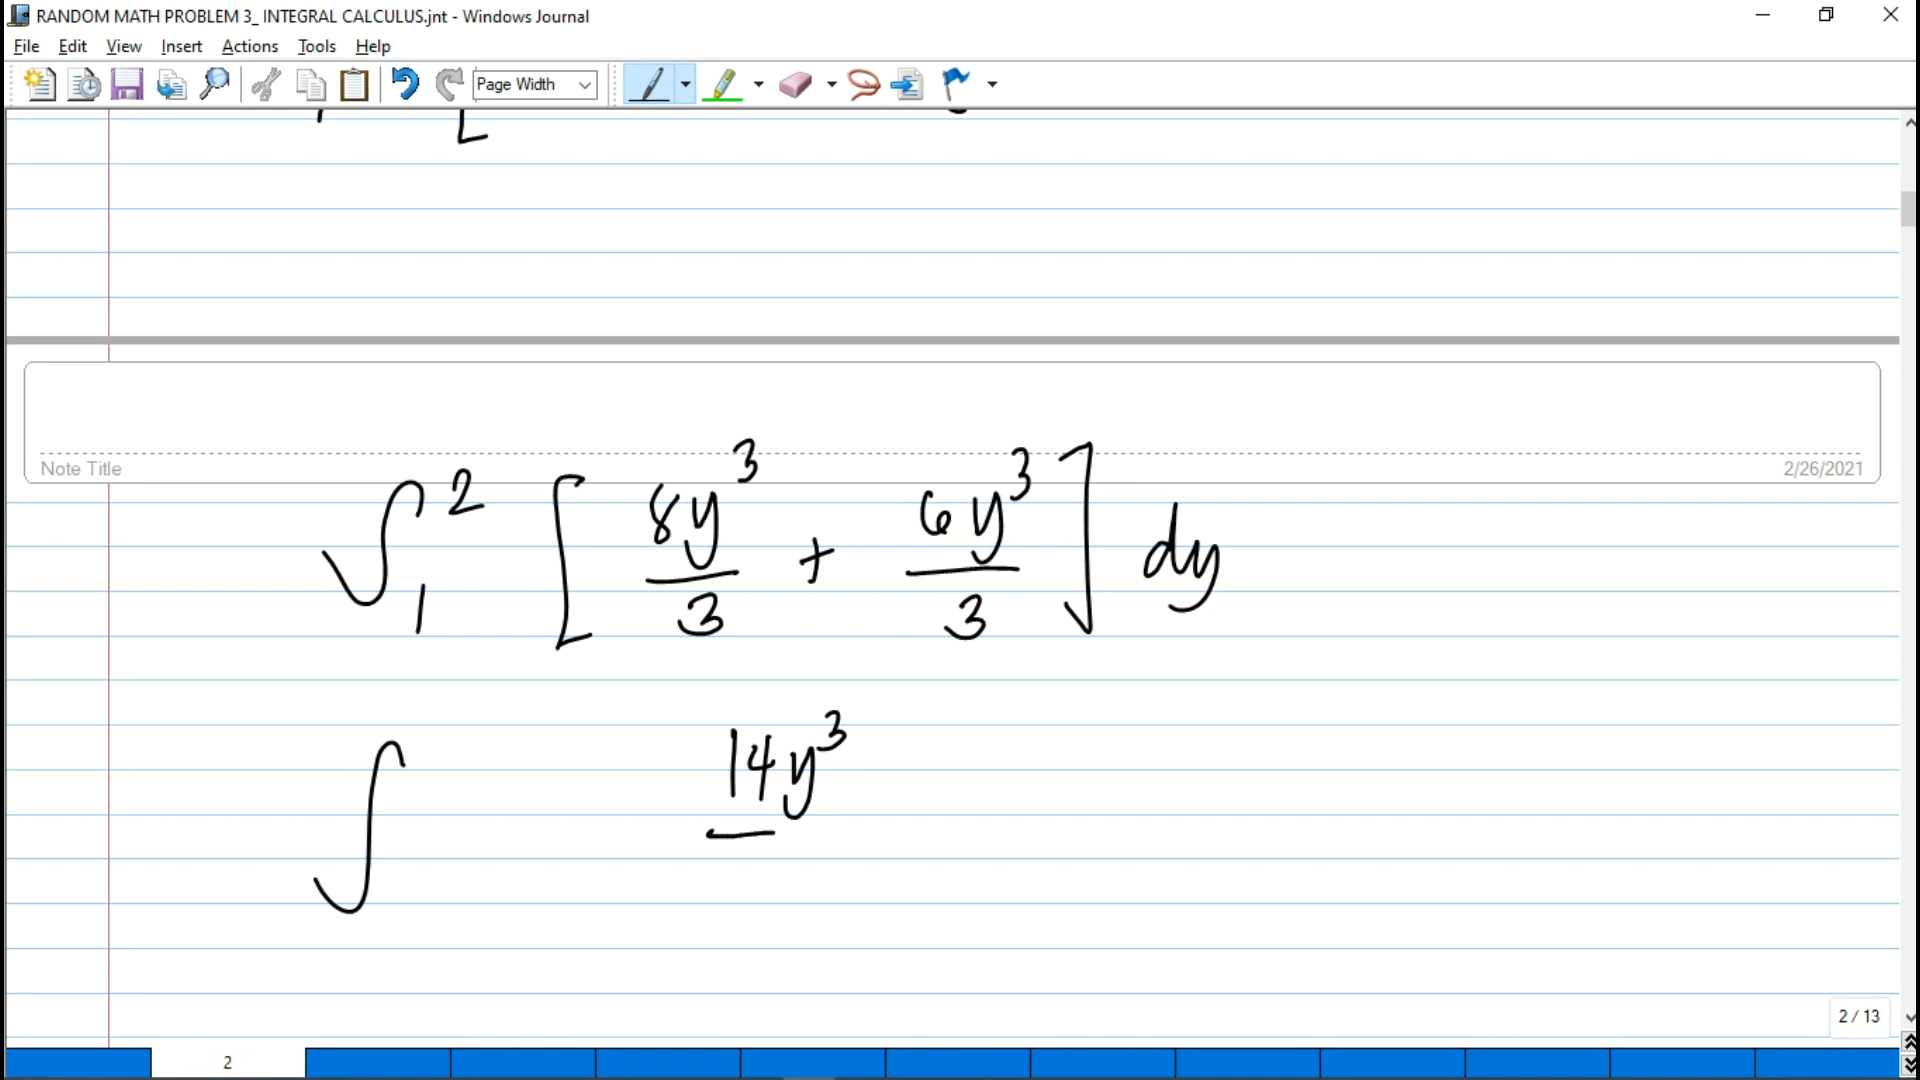 RANDOM MATH PROBLEM 3_ INTEGRAL CALCULUS.jnt - Windows Journal
File Edit View Insert Actions Tools Help
Page Width
Note Title 2/26/2021
∫₁² [ 8y³/3 + 6y³/3 ] dy
∫ 14y³
2 / 13
2